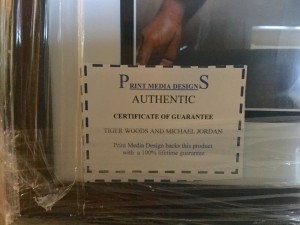 PRINT MEDIA DESIGNS
AUTHENTIC
CERTIFICATE OF GUARANTEE
TIGER WOODS AND MICHAEL JORDAN
Print Media Design backs this product
with a 100% lifetime guarantee